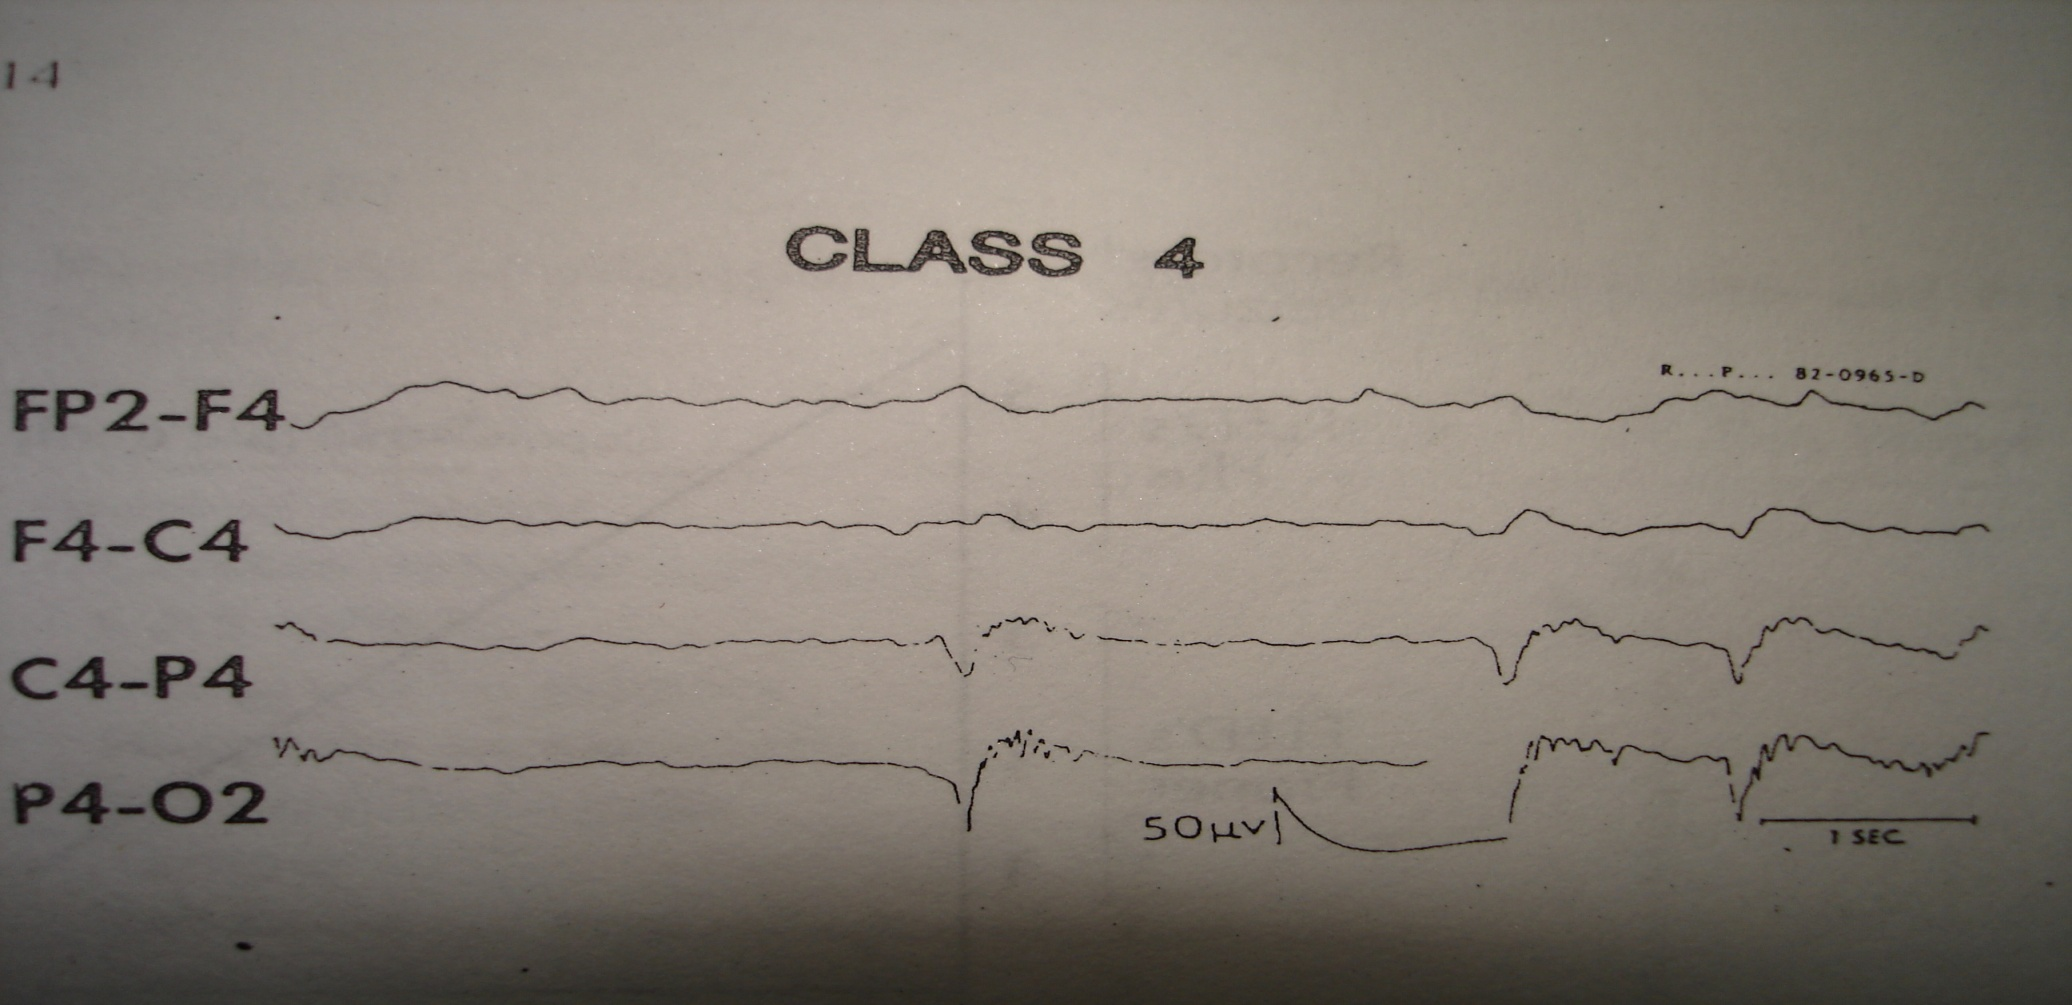 14
CLASS 4
R...P... 82-0965-D
FP2-F4
F4-C4
C4-P4
P4-O2
50μV
1 SEC